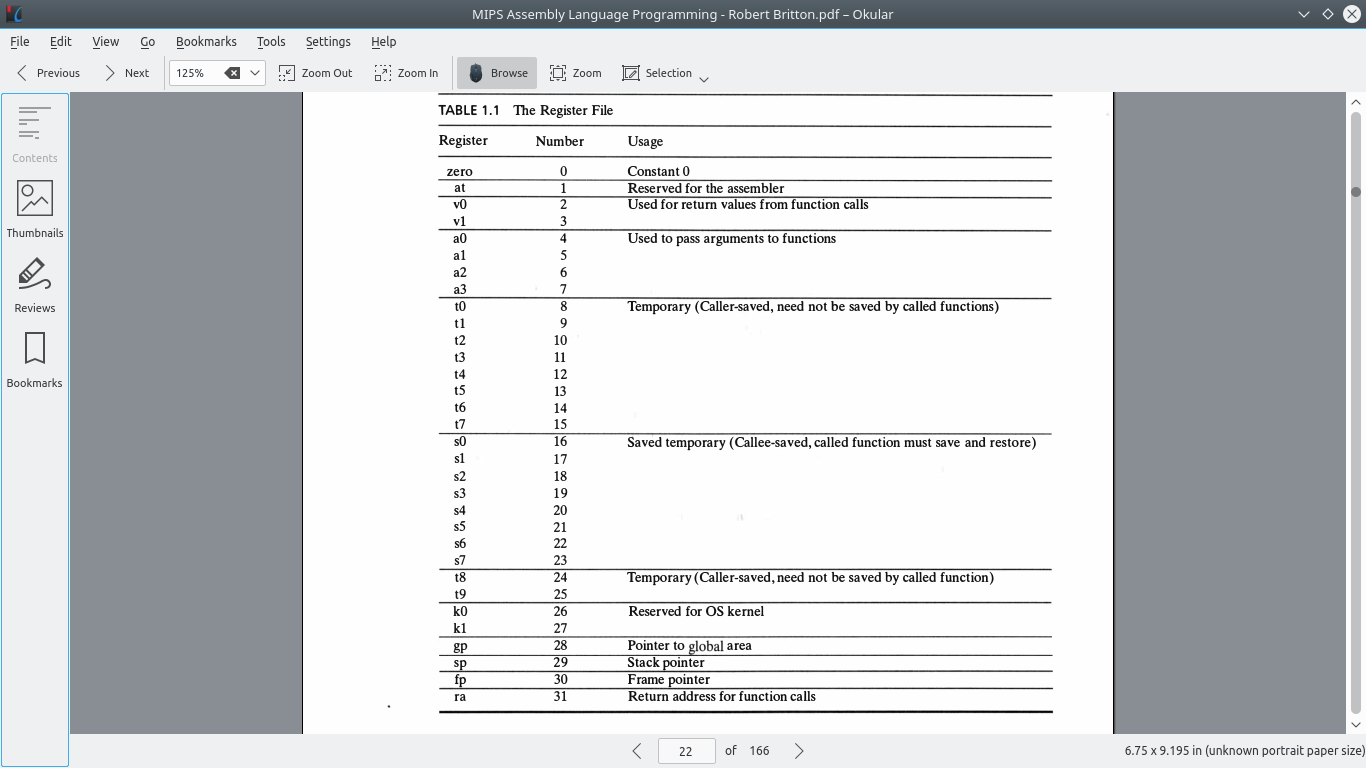 MIPS Assembly Language Programming - Robert Britton.pdf – Okular
File Edit View Go Bookmarks Tools Settings Help
Previous Next 125% Zoom Out Zoom In Browse Zoom Selection
Contents
Thumbnails
Reviews
Bookmarks
TABLE 1.1 The Register File
Register Number Usage
zero 0 Constant 0
at 1 Reserved for the assembler
v0 2 Used for return values from function calls
v1 3
a0 4 Used to pass arguments to functions
a1 5
a2 6
a3 7
t0 8 Temporary (Caller-saved, need not be saved by called functions)
t1 9
t2 10
t3 11
t4 12
t5 13
t6 14
t7 15
s0 16 Saved temporary (Callee-saved, called function must save and restore)
s1 17
s2 18
s3 19
s4 20
s5 21
s6 22
s7 23
t8 24 Temporary (Caller-saved, need not be saved by called function)
t9 25
k0 26 Reserved for OS kernel
k1 27
gp 28 Pointer to global area
sp 29 Stack pointer
fp 30 Frame pointer
ra 31 Return address for function calls
22 of 166
6.75 x 9.195 in (unknown portrait paper size)